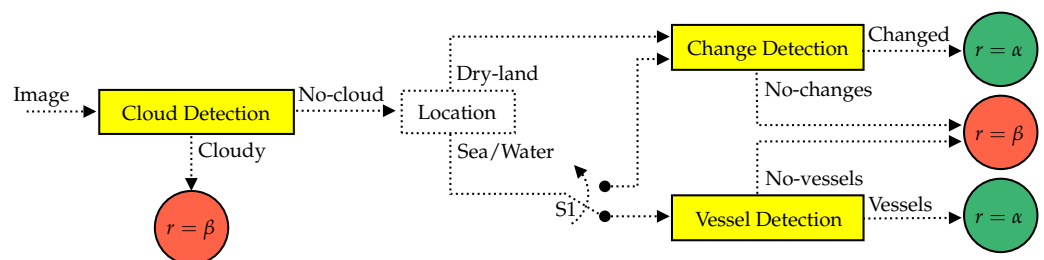 Image
Cloud Detection
No-cloud
Cloudy
r = β
Location
Dry-land
Sea/Water
S1
Change Detection
Changed
r = α
No-changes
r = β
No-vessels
Vessel Detection
Vessels
r = α